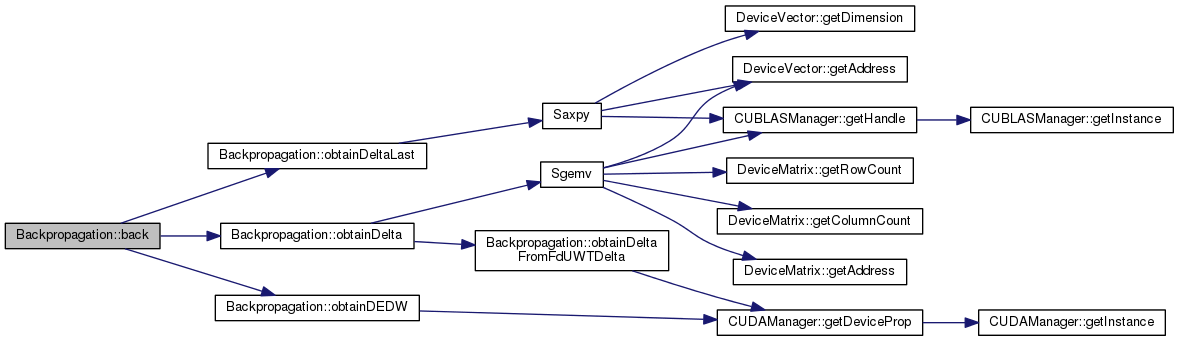 DeviceVector::getDimension
DeviceVector::getAddress
Saxpy
CUBLASManager::getHandle
CUBLASManager::getInstance
Backpropagation::obtainDeltaLast
Sgemv
DeviceMatrix::getRowCount
DeviceMatrix::getColumnCount
Backpropagation::back
Backpropagation::obtainDelta
Backpropagation::obtainDelta
FromFdUWTDelta
DeviceMatrix::getAddress
Backpropagation::obtainDEDW
CUDAManager::getDeviceProp
CUDAManager::getInstance